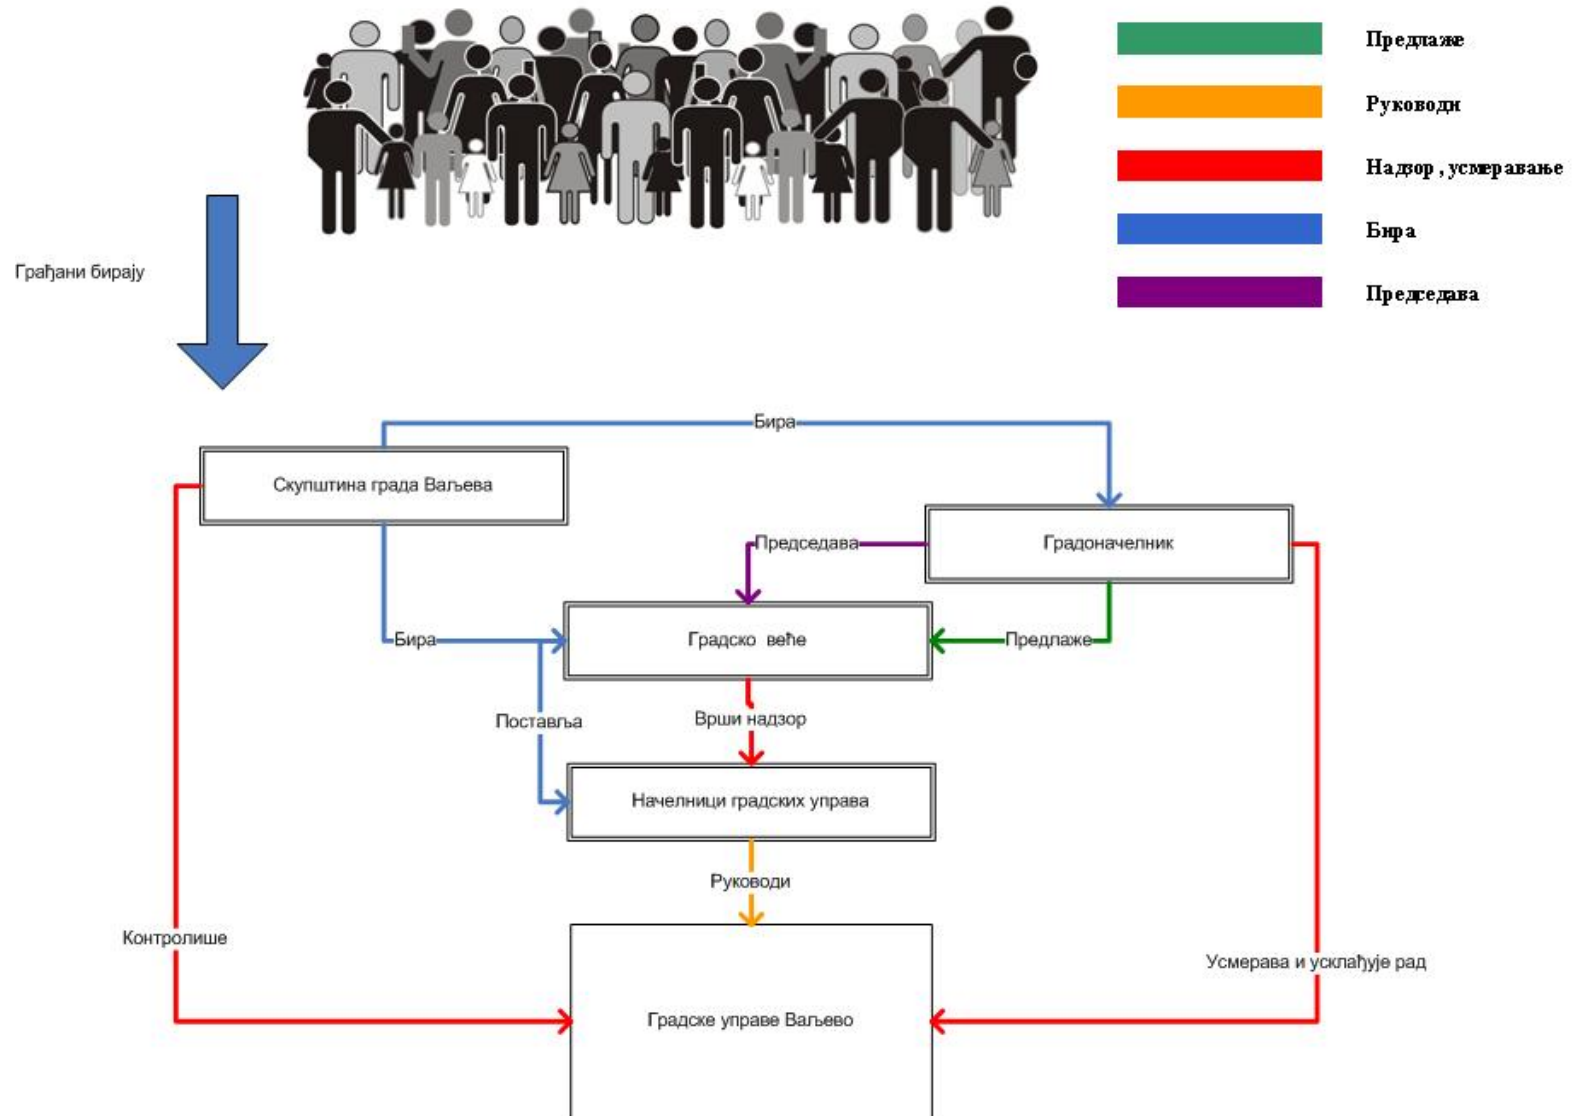 Предлаже
Руководи
Надзор , усмеравање
Бира
Председава
Грађани бирају
Бира
Скупштина града Ваљева
Председава
Градоначелник
Бира
Градско веће
Предлаже
Поставља
Врши надзор
Начелници градских управа
Руководи
Контролише
Усмерава и усклађује рад
Градске управе Ваљево